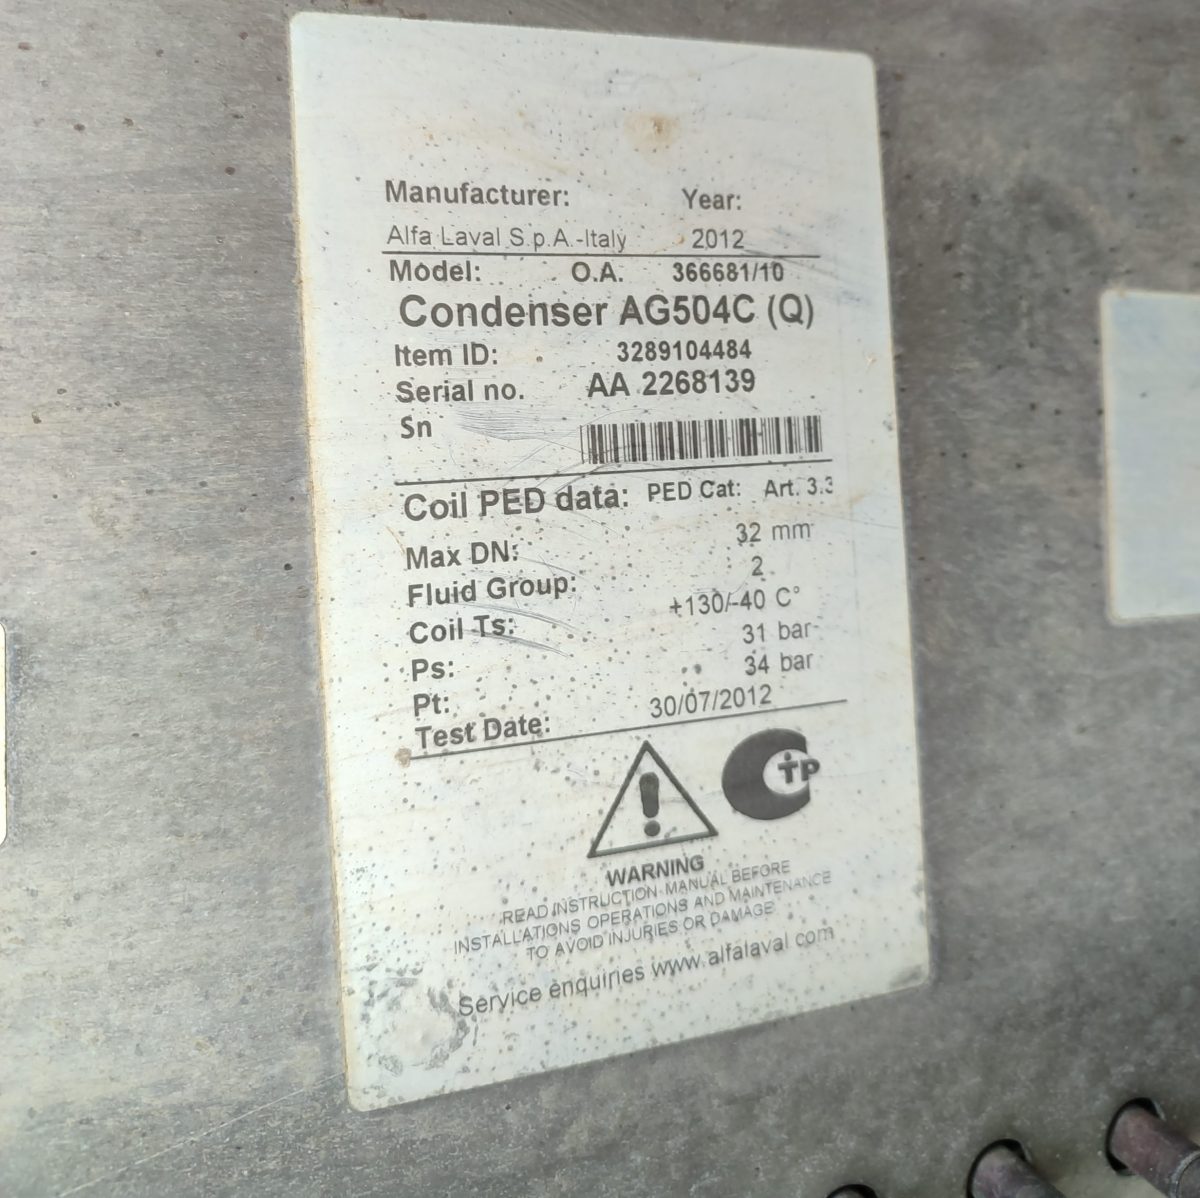 Manufacturer: Year:
Alfa Laval S.p.A.-Italy 2012
Model: O.A. 366681/10
Condenser AG504C (Q)
Item ID: 3289104484
Serial no. AA 2268139
Sn
Coil PED data: PED Cat: Art. 3.3
Max DN: 32 mm
Fluid Group: 2
Coil Ts: +130/-40 C°
Ps: 31 bar
Pt: 34 bar
Test Date: 30/07/2012
TP
WARNING
READ INSTRUCTION MANUAL BEFORE
INSTALLATIONS OPERATIONS AND MAINTENANCE
TO AVOID INJURIES OR DAMAGE
Service enquiries www.alfalaval.com